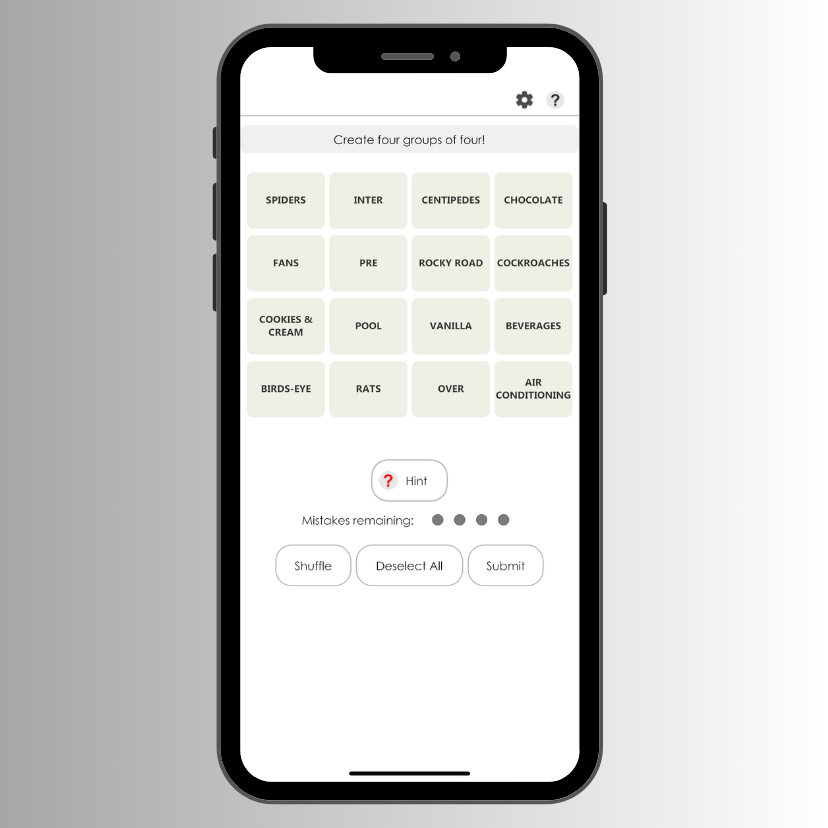 ?
Create four groups of four!
SPIDERS INTER CENTIPEDES CHOCOLATE
FANS PRE ROCKY ROAD COCKROACHES
COOKIES &
CREAM POOL VANILLA BEVERAGES
BIRDS-EYE RATS OVER AIR
CONDITIONING
? Hint
Mistakes remaining:
Shuffle Deselect All Submit